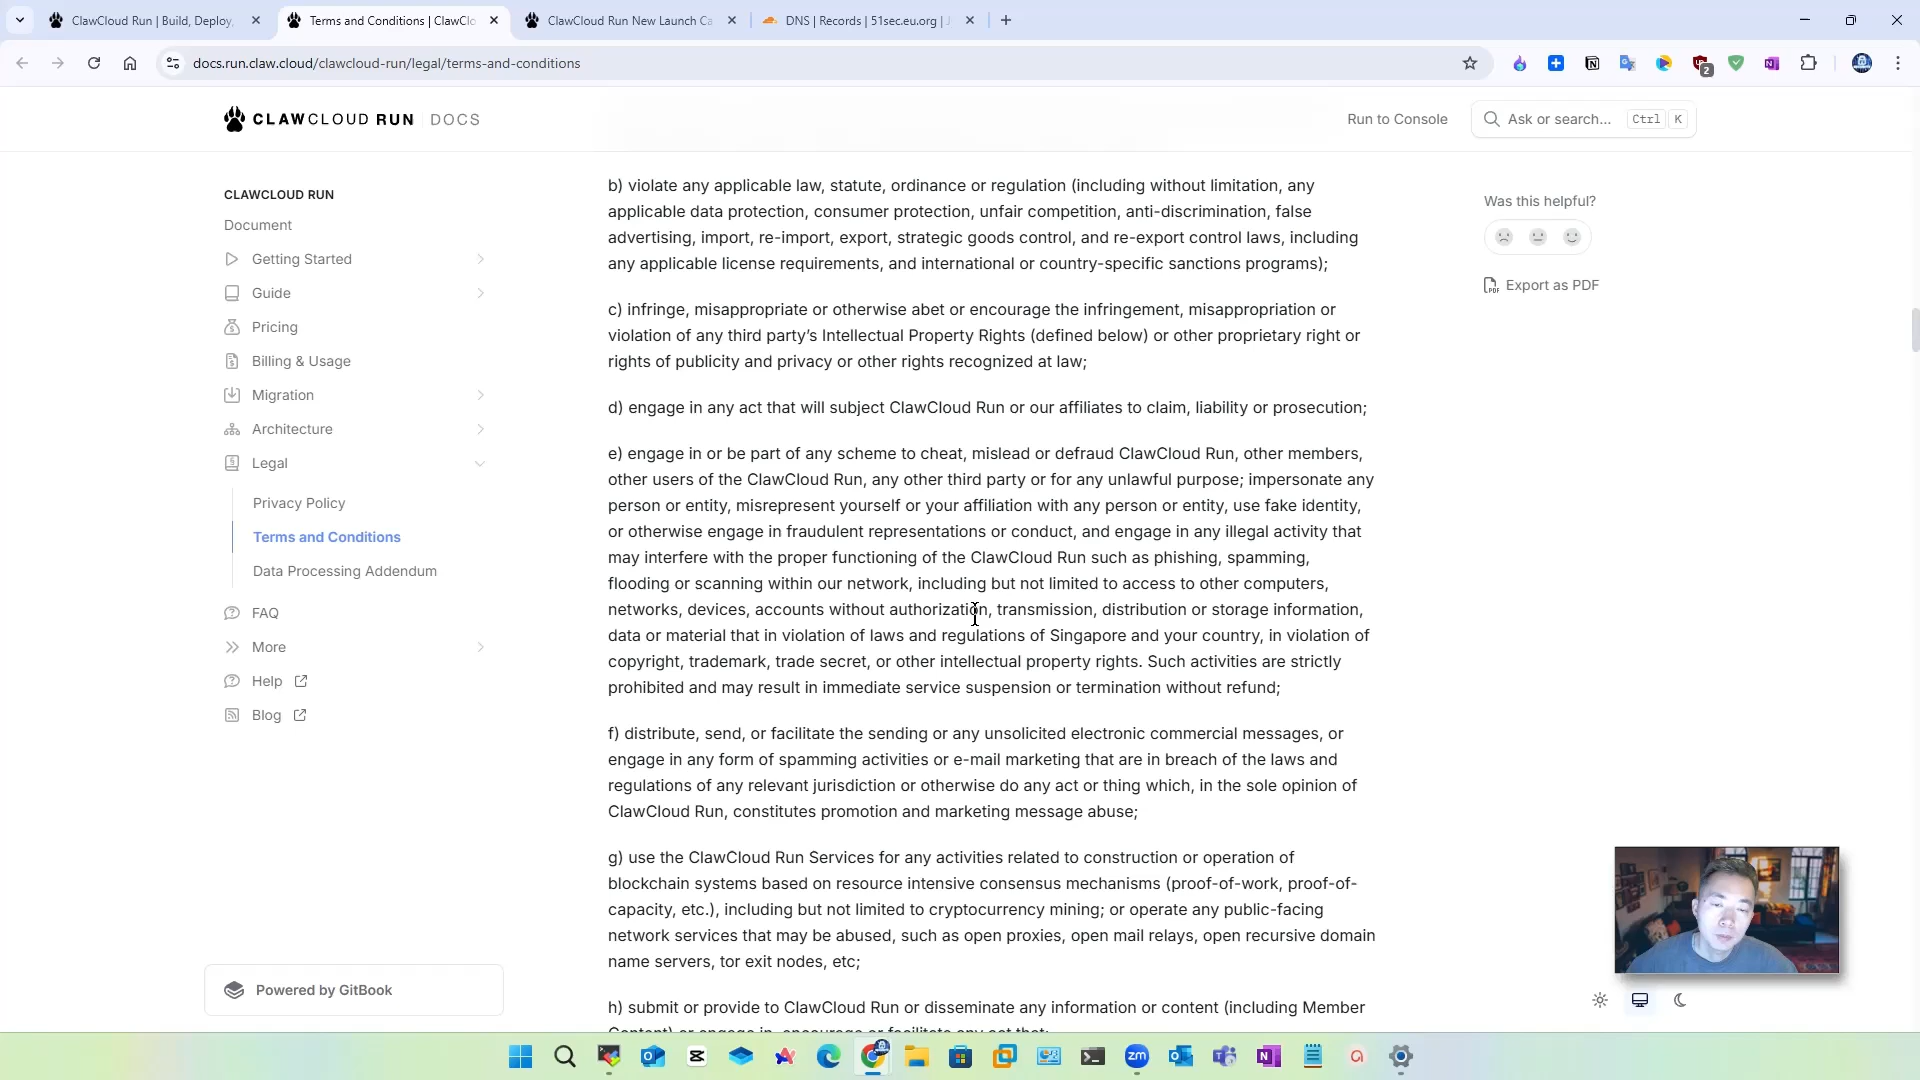 ClawCloud Run | Build, Deploy,
Terms and Conditions | ClawClo
ClawCloud Run New Launch Ca
DNS | Records | 51sec.eu.org | J
docs.run.claw.cloud/clawcloud-run/legal/terms-and-conditions
2
CLAWCLOUD RUN DOCS
Run to Console
Ask or search...
Ctrl K
CLAWCLOUD RUN
Document
Getting Started
Guide
Pricing
Billing & Usage
Migration
Architecture
Legal
Privacy Policy
Terms and Conditions
Data Processing Addendum
FAQ
More
Help
Blog
Powered by GitBook
b) violate any applicable law, statute, ordinance or regulation (including without limitation, any
applicable data protection, consumer protection, unfair competition, anti-discrimination, false
advertising, import, re-import, export, strategic goods control, and re-export control laws, including
any applicable license requirements, and international or country-specific sanctions programs);
c) infringe, misappropriate or otherwise abet or encourage the infringement, misappropriation or
violation of any third party’s Intellectual Property Rights (defined below) or other proprietary right or
rights of publicity and privacy or other rights recognized at law;
d) engage in any act that will subject ClawCloud Run or our affiliates to claim, liability or prosecution;
e) engage in or be part of any scheme to cheat, mislead or defraud ClawCloud Run, other members,
other users of the ClawCloud Run, any other third party or for any unlawful purpose; impersonate any
person or entity, misrepresent yourself or your affiliation with any person or entity, use fake identity,
or otherwise engage in fraudulent representations or conduct, and engage in any illegal activity that
may interfere with the proper functioning of the ClawCloud Run such as phishing, spamming,
flooding or scanning within our network, including but not limited to access to other computers,
networks, devices, accounts without authorization, transmission, distribution or storage information,
data or material that in violation of laws and regulations of Singapore and your country, in violation of
copyright, trademark, trade secret, or other intellectual property rights. Such activities are strictly
prohibited and may result in immediate service suspension or termination without refund;
f) distribute, send, or facilitate the sending or any unsolicited electronic commercial messages, or
engage in any form of spamming activities or e-mail marketing that are in breach of the laws and
regulations of any relevant jurisdiction or otherwise do any act or thing which, in the sole opinion of
ClawCloud Run, constitutes promotion and marketing message abuse;
g) use the ClawCloud Run Services for any activities related to construction or operation of
blockchain systems based on resource intensive consensus mechanisms (proof-of-work, proof-of-
capacity, etc.), including but not limited to cryptocurrency mining; or operate any public-facing
network services that may be abused, such as open proxies, open mail relays, open recursive domain
name servers, tor exit nodes, etc;
h) submit or provide to ClawCloud Run or disseminate any information or content (including Member
Content) or engage in, encourage or facilitate any act that:
Was this helpful?
Export as PDF